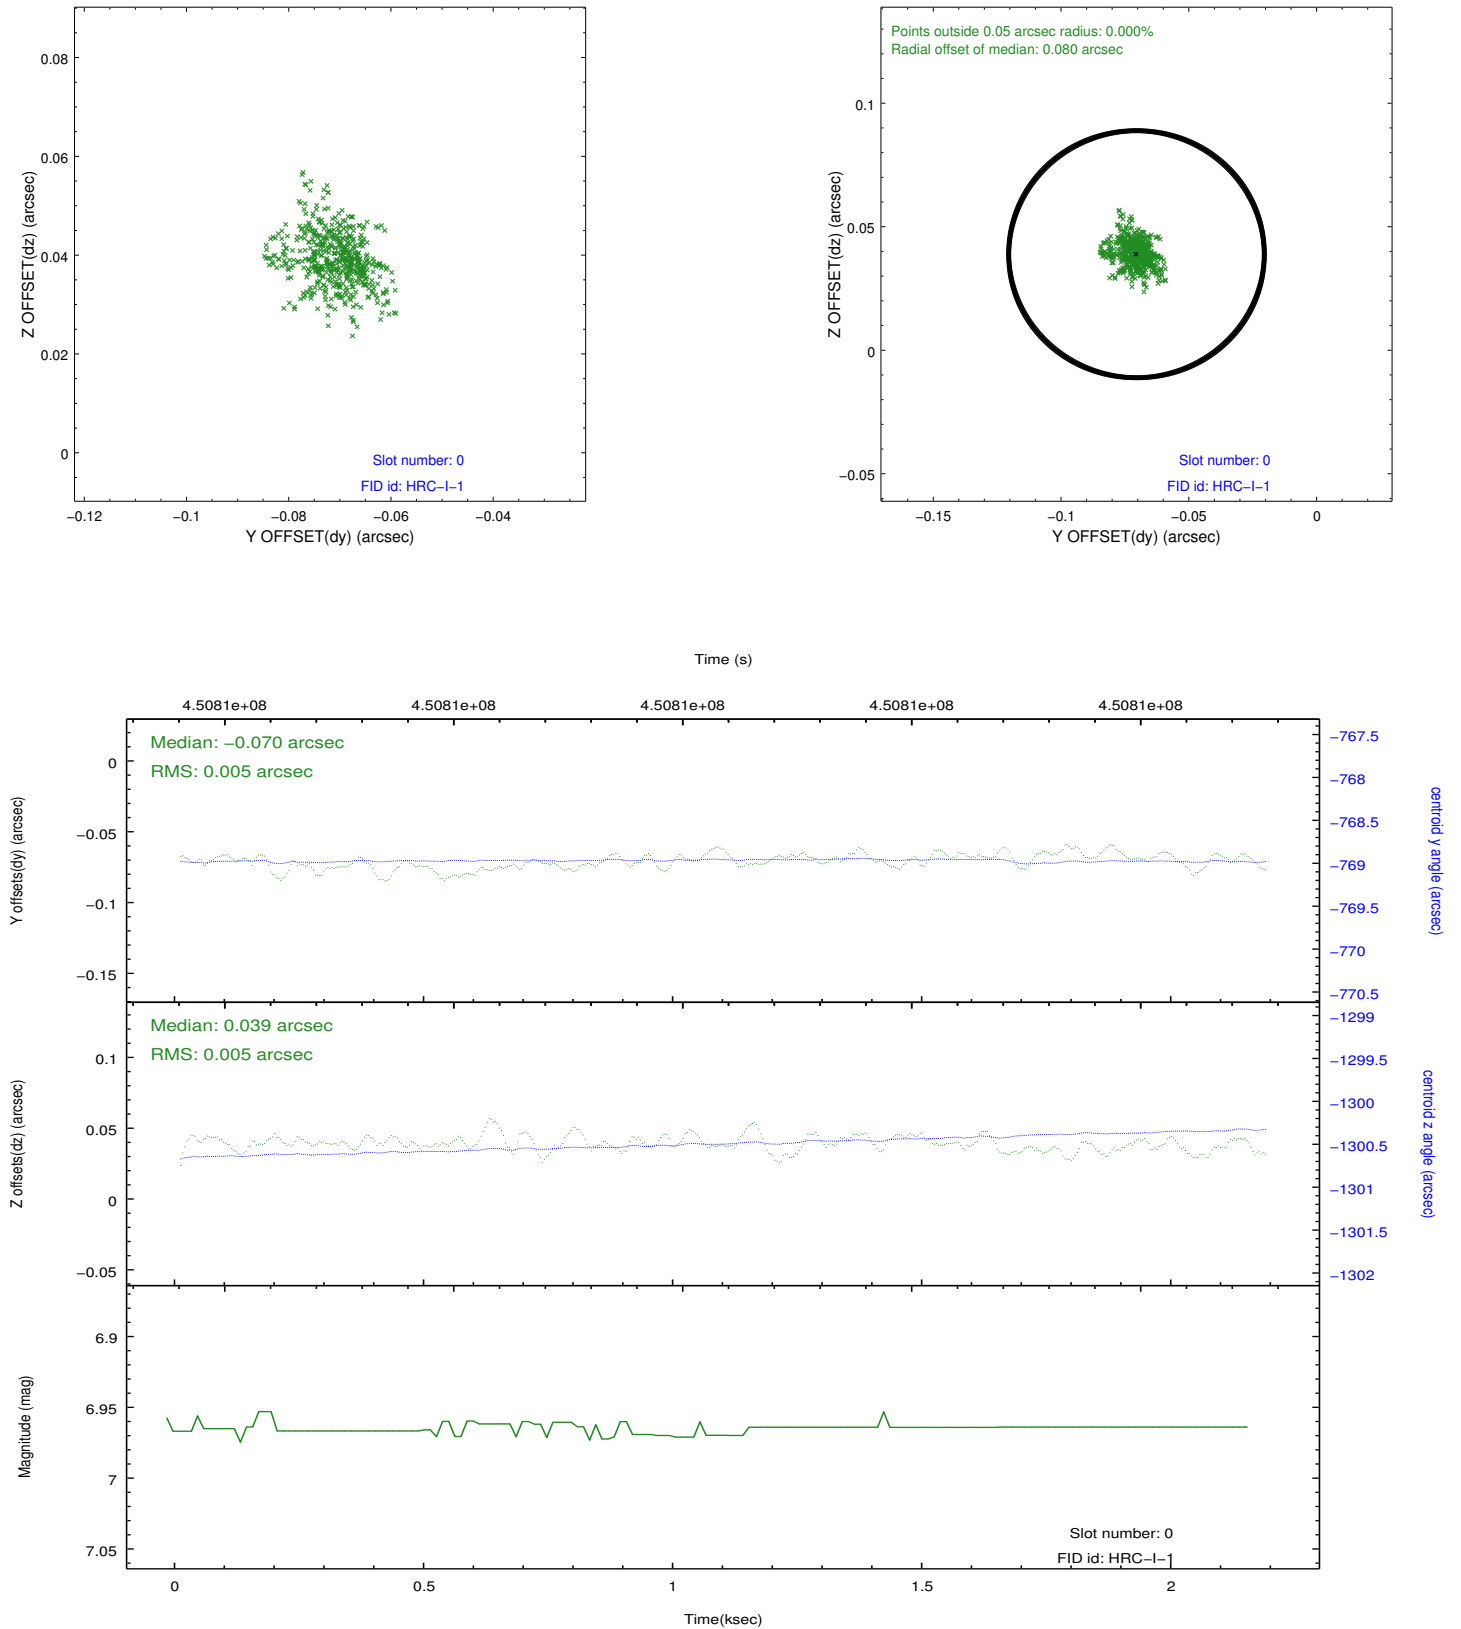 0.08
0.06
0.04
0.02
0
Z OFFSET(dz) (arcsec)
Slot number: 0
FID id: HRC−I−1
−0.12
−0.1
−0.08
−0.06
−0.04
Y OFFSET(dy) (arcsec)
Points outside 0.05 arcsec radius: 0.000%
Radial offset of median: 0.080 arcsec
0.1
0.05
0
−0.05
Z OFFSET(dz) (arcsec)
Slot number: 0
FID id: HRC−I−1
−0.15
−0.1
−0.05
0
Y OFFSET(dy) (arcsec)
Time (s)
4.5081e+08
4.5081e+08
4.5081e+08
4.5081e+08
4.5081e+08
Median: −0.070 arcsec
RMS: 0.005 arcsec
0
−0.05
−0.1
−0.15
Y offsets(dy) (arcsec)
−767.5
−768
−768.5
−769
−769.5
−770
−770.5
centroid y angle (arcsec)
Median: 0.039 arcsec
RMS: 0.005 arcsec
0.1
0.05
0
−0.05
Z offsets(dz) (arcsec)
−1299
−1299.5
−1300
−1300.5
−1301
−1301.5
−1302
centroid z angle (arcsec)
6.9
6.95
7
7.05
Magnitude (mag)
Slot number: 0
FID id: HRC−I−1
0
0.5
1
1.5
2
Time(ksec)